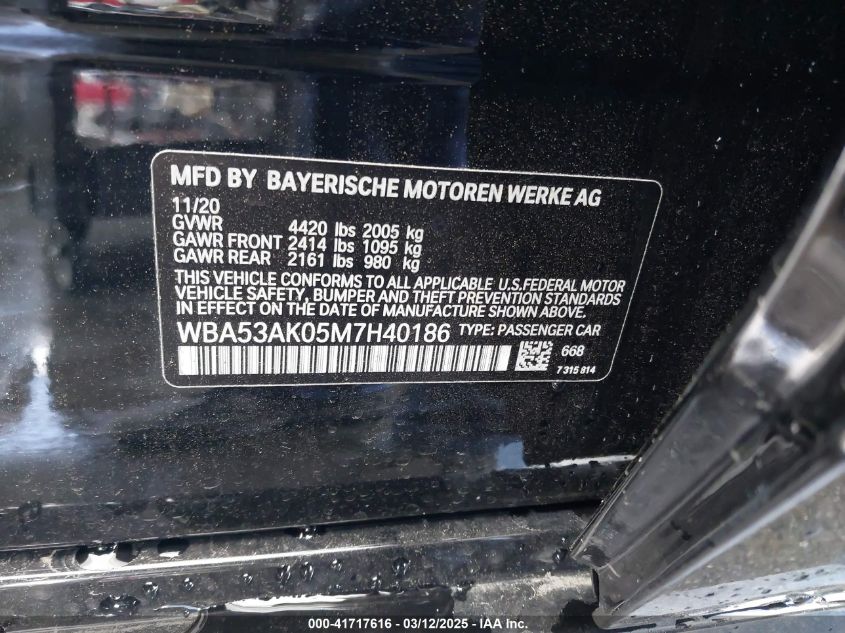 MFD BY BAYERISCHE MOTOREN WERKE AG
11/20
GVWR 4420 lbs 2005 kg
GAWR FRONT 2414 lbs 1095 kg
GAWR REAR 2161 lbs 980 kg
THIS VEHICLE CONFORMS TO ALL APPLICABLE U.S.FEDERAL MOTOR
VEHICLE SAFETY, BUMPER AND THEFT PREVENTION STANDARDS
IN EFFECT ON THE DATE OF MANUFACTURE SHOWN ABOVE.
WBA53AK05M7H40186 TYPE: PASSENGER CAR
668
7 315 814
000-41717616 - 03/12/2025 - IAA Inc.